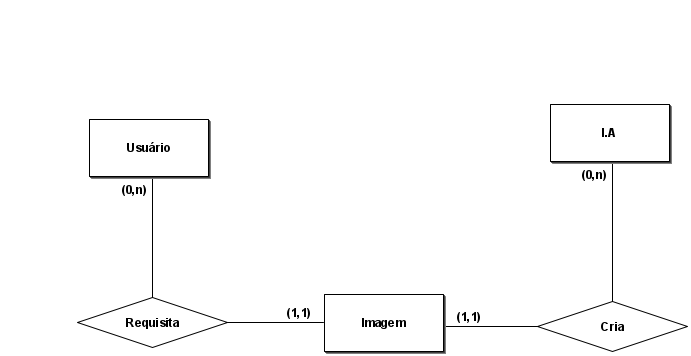 I.A
Usuário
(0,n)
(0,n)
(1,1)
Imagem
(1,1)
Requisita
Cria